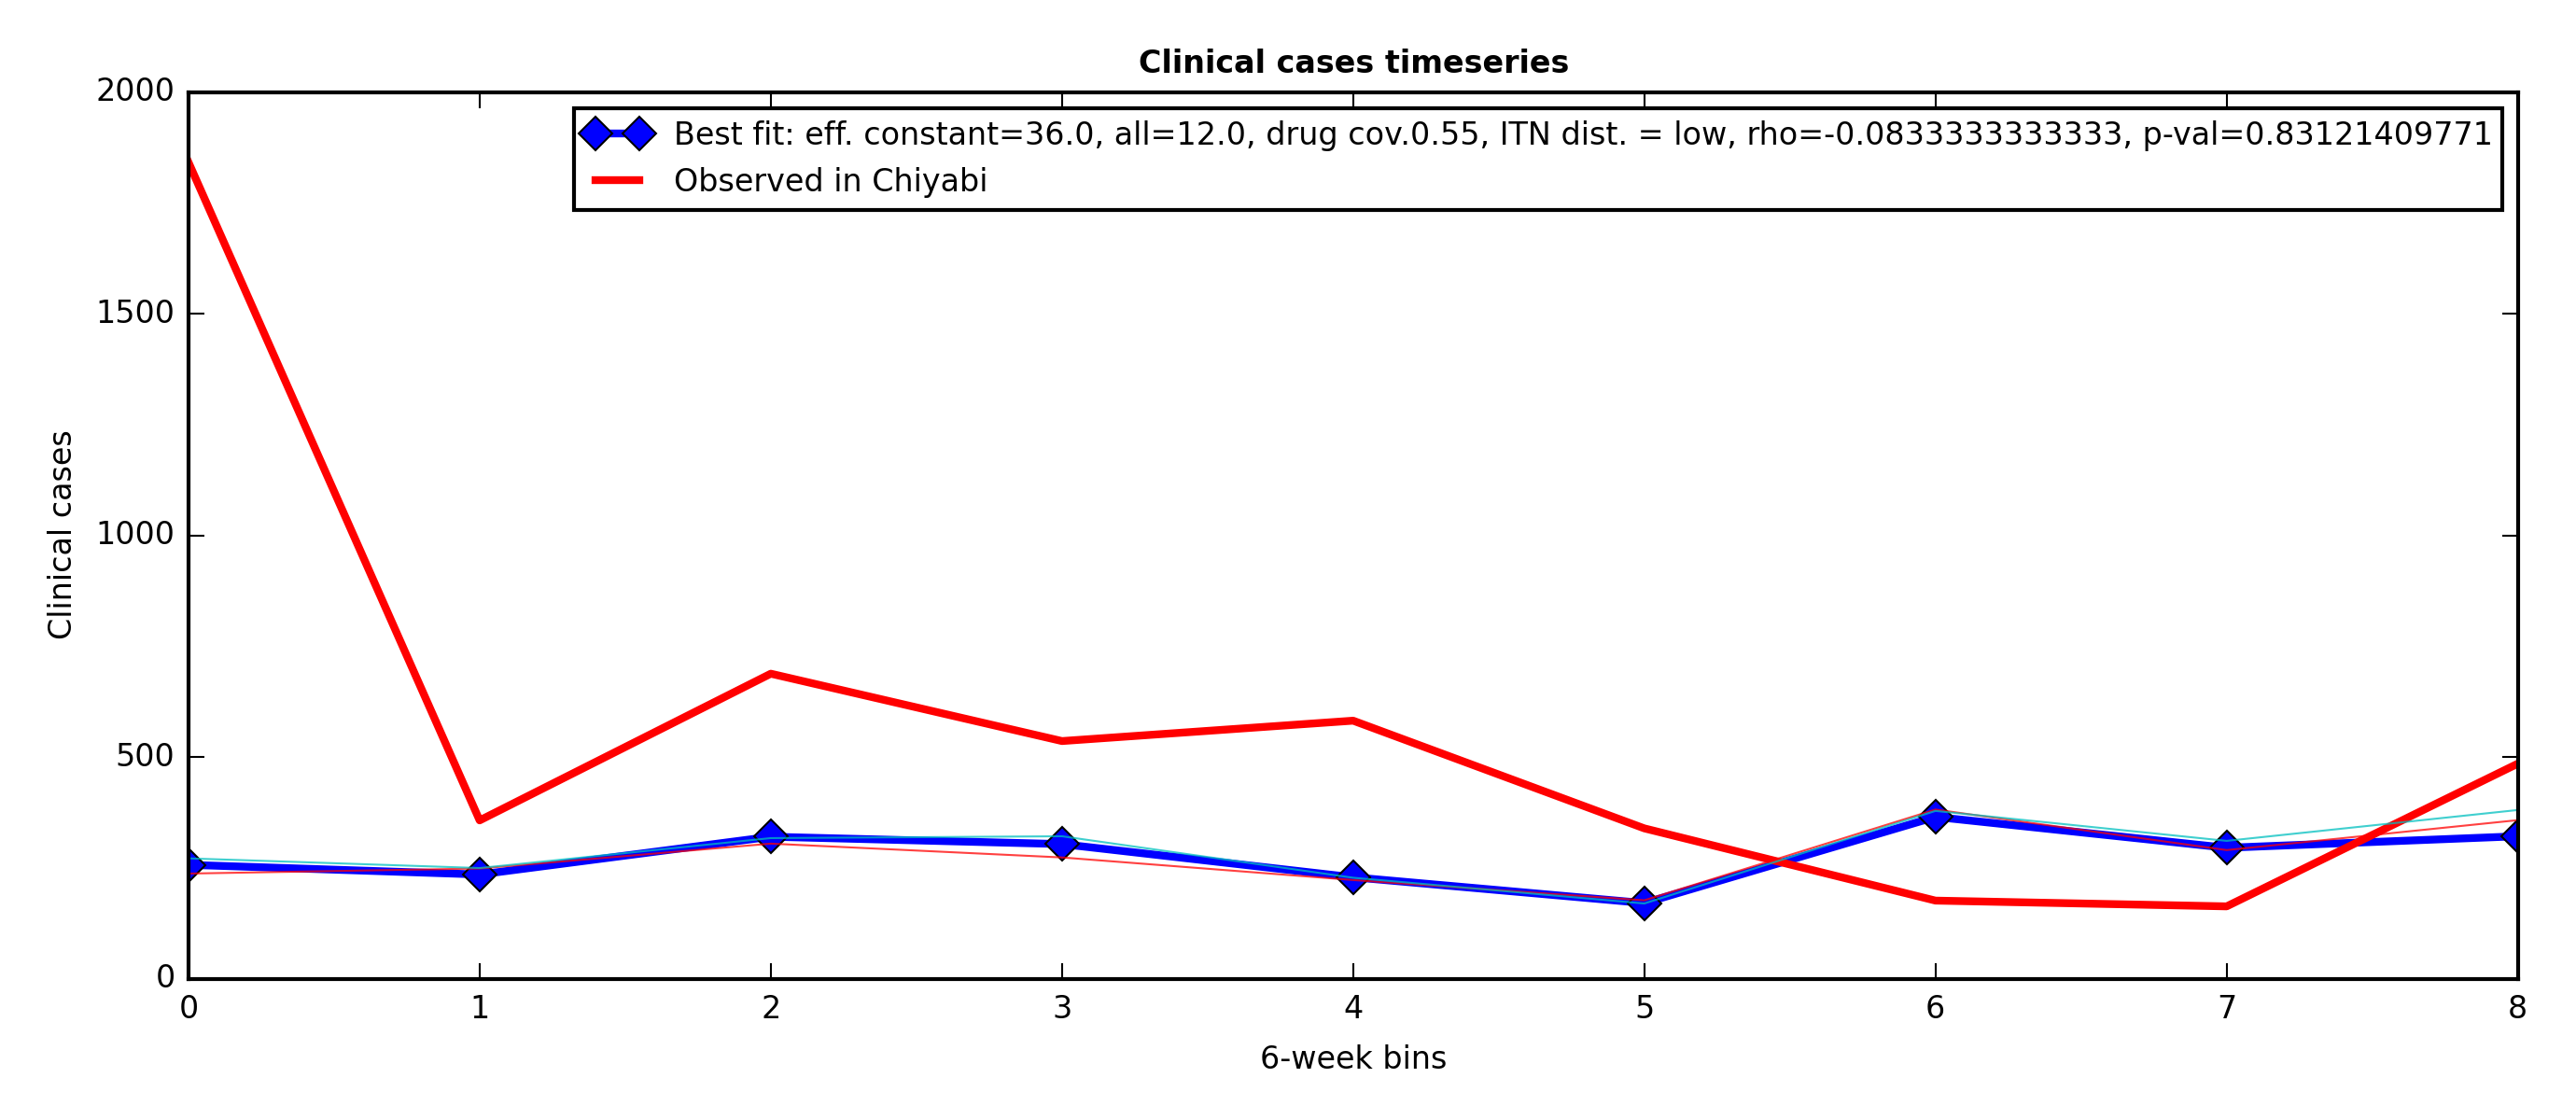 Clinical cases timeseries
2000
Best fit: eff. constant=36.0, all=12.0, drug cov.0.55, ITN dist. = low, rho=-0.0833333333333, p-val=0.83121409771
Observed in Chiyabi
1500
1000
500
0
Clinical cases
0 1 2 3 4 5 6 7 8
6-week bins